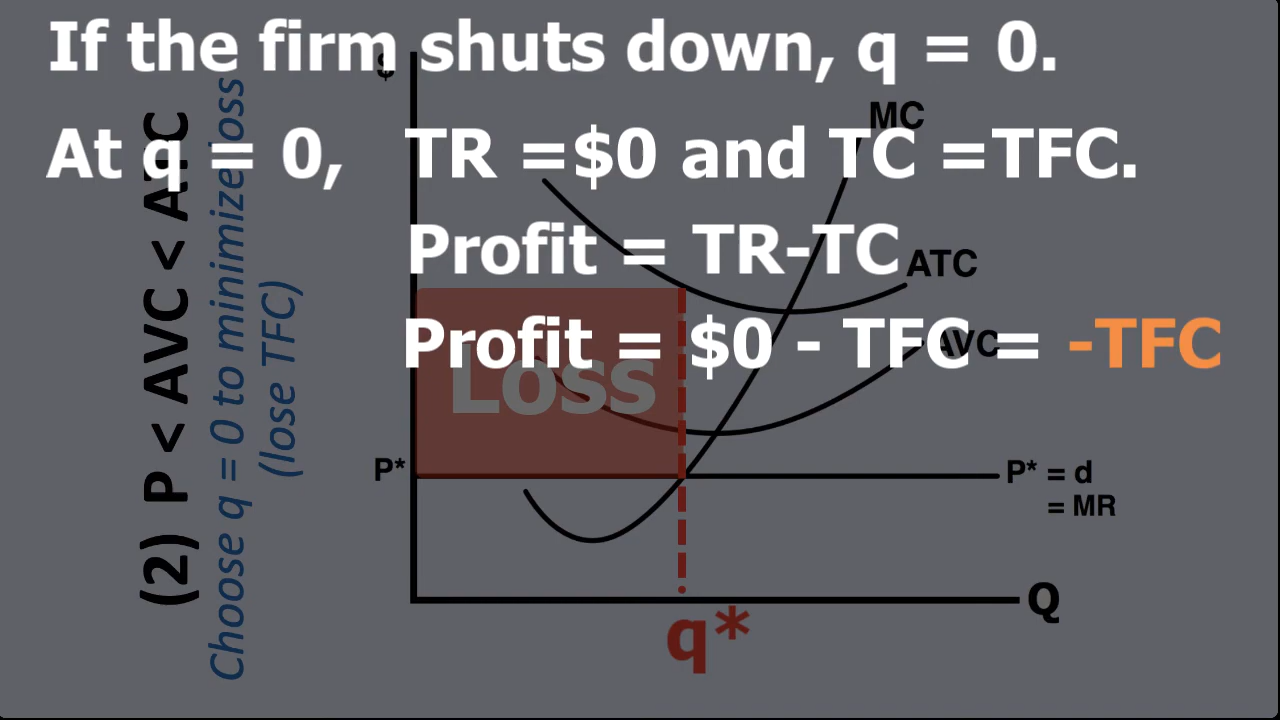 If the firm shuts down, q = 0.
At q = 0, TR =$0 and TC =TFC.
Profit = TR-TC
Profit = $0 - TFC = -TFC
(2) P < AVC < ATC
Choose q = 0 to minimize loss
(lose TFC)
$
MC
ATC
AVC
Loss
P*
P* = d
= MR
Q
q*